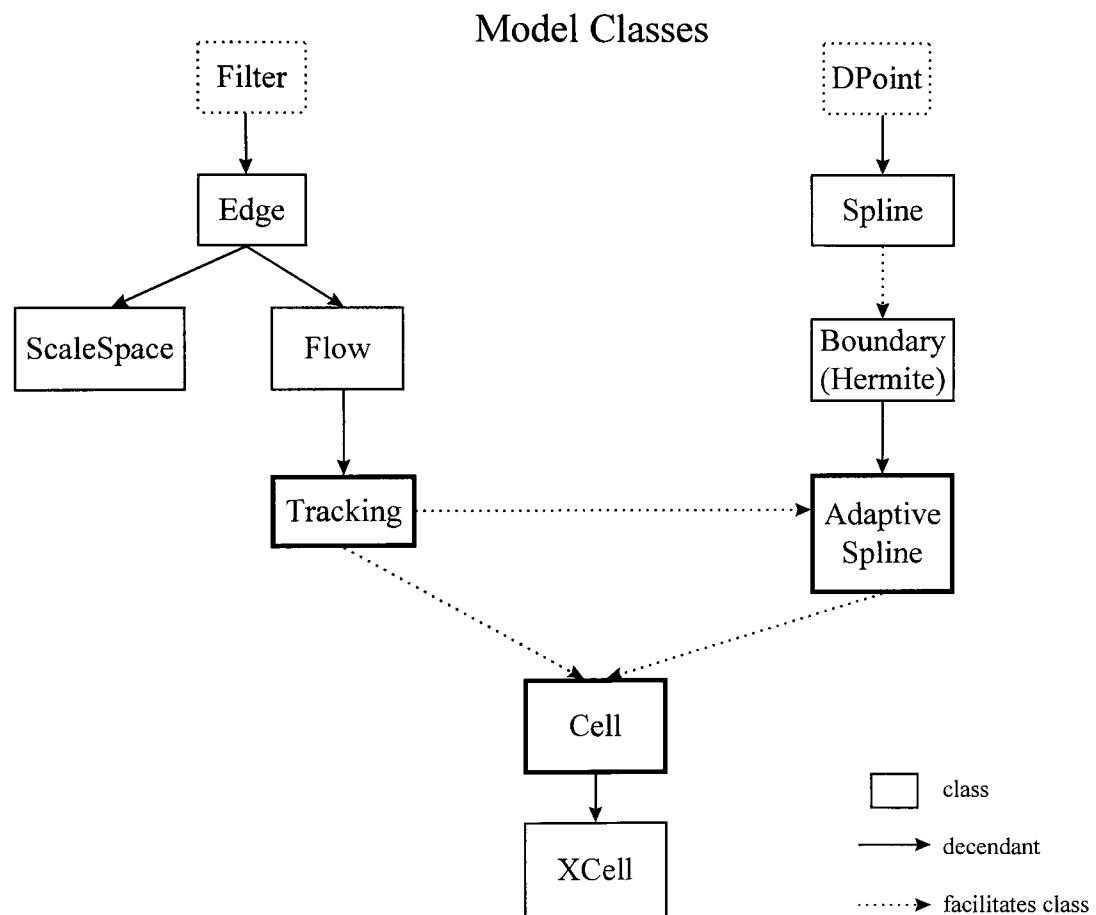 Model Classes
Filter
DPoint
Edge
Spline
ScaleSpace
Flow
Boundary
(Hermite)
Tracking
Adaptive
Spline
Cell
XCell
class
decendant
facilitates class